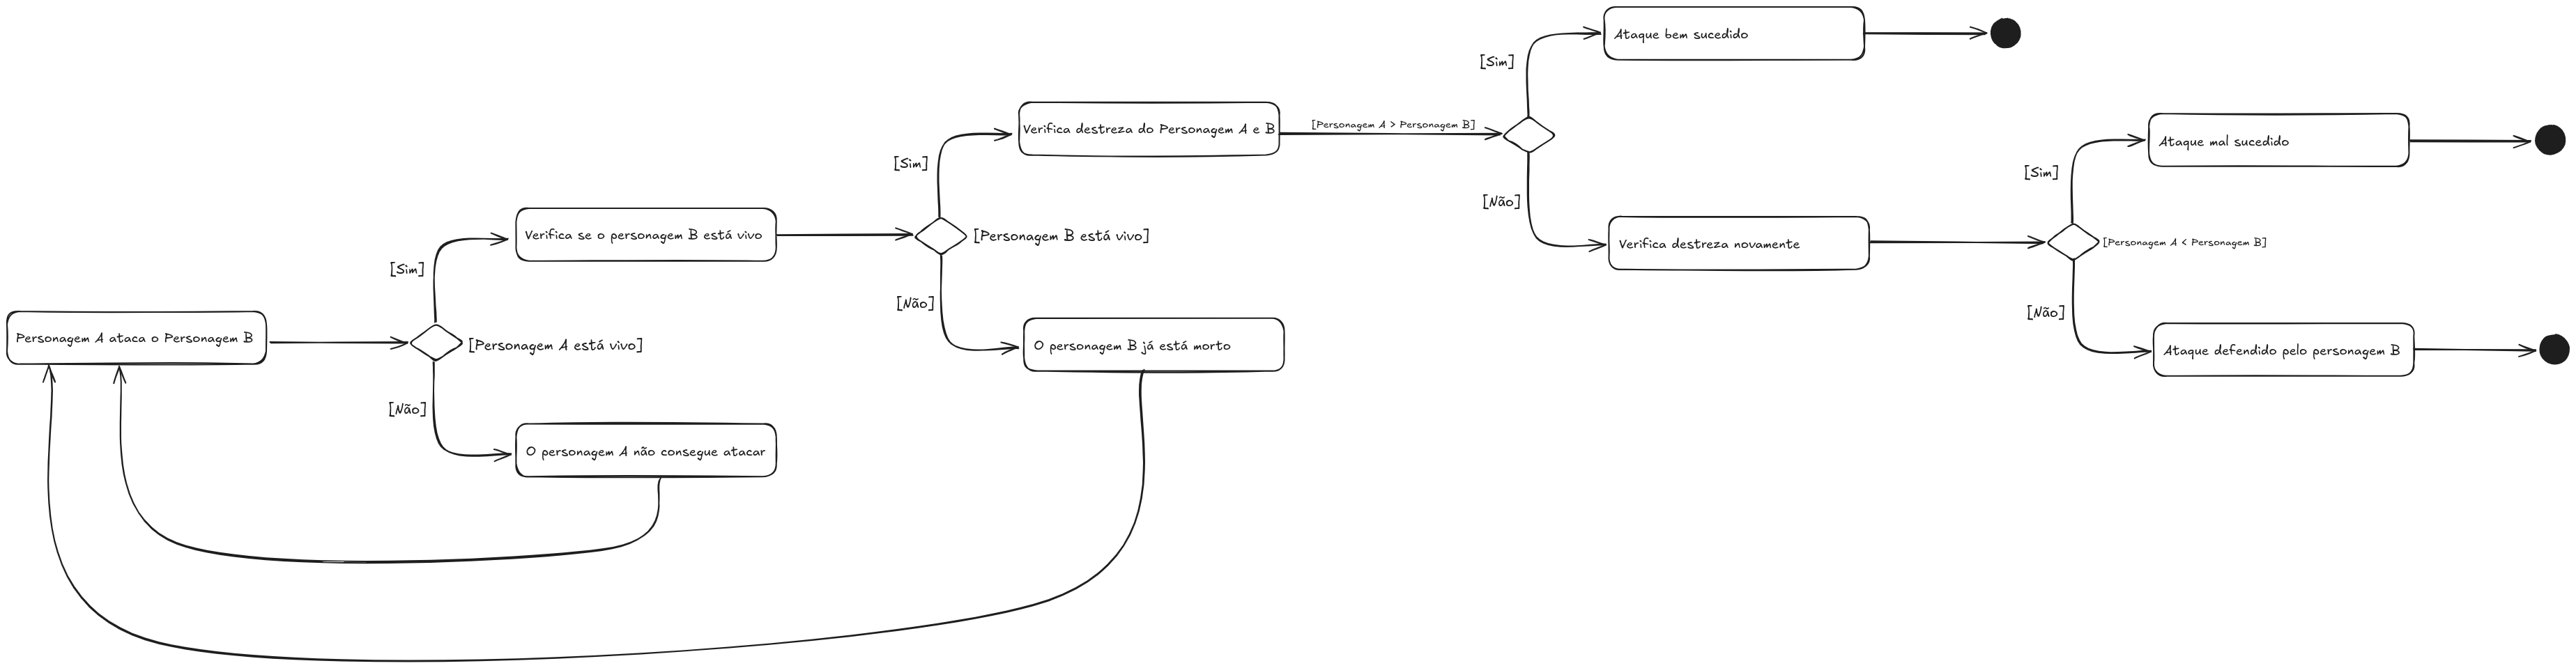 Personagem A ataca o Personagem B
[Personagem A está vivo]
[Sim]
[Não]
Verifica se o personagem B está vivo
O personagem A não consegue atacar
[Personagem B está vivo]
[Sim]
[Não]
Verifica destreza do Personagem A e B
O personagem B já está morto
[Personagem A > Personagem B]
[Sim]
[Não]
Ataque bem sucedido
Verifica destreza novamente
[Personagem A < Personagem B]
[Sim]
[Não]
Ataque mal sucedido
Ataque defendido pelo personagem B